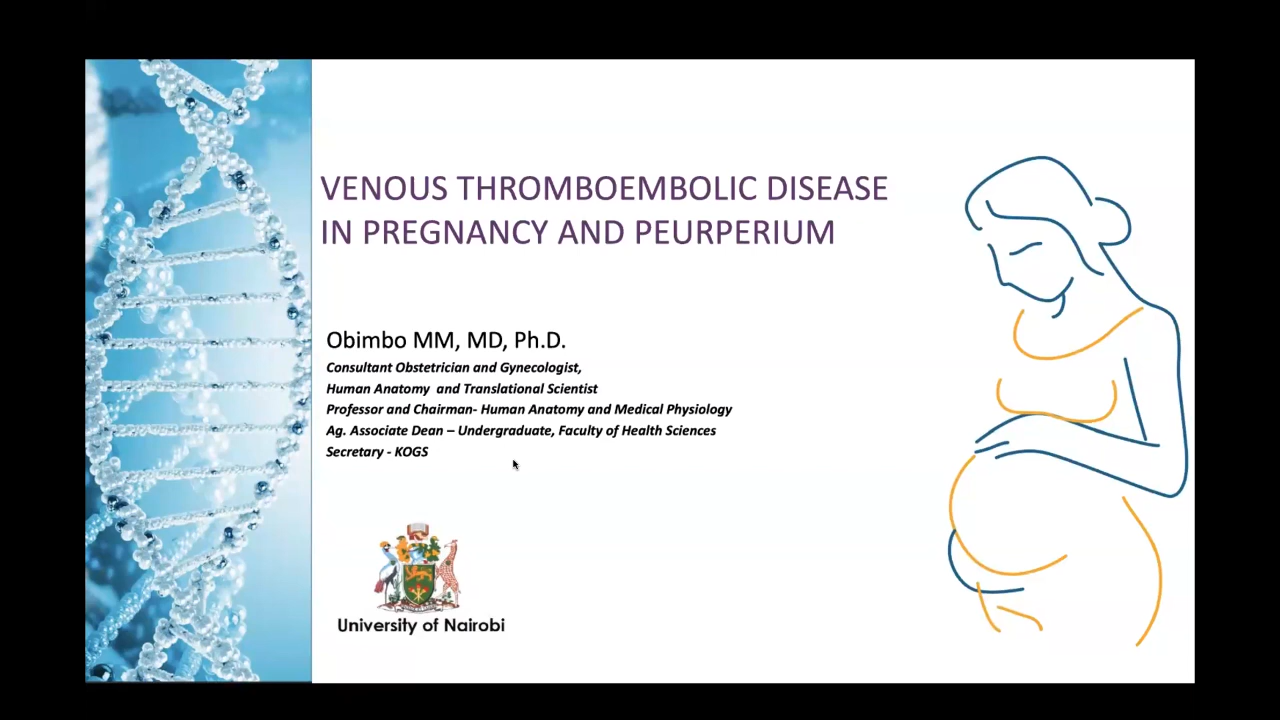 VENOUS THROMBOEMBOLIC DISEASE
IN PREGNANCY AND PEURPERIUM
Obimbo MM, MD, Ph.D.
Consultant Obstetrician and Gynecologist,
Human Anatomy and Translational Scientist
Professor and Chairman- Human Anatomy and Medical Physiology
Ag. Associate Dean – Undergraduate, Faculty of Health Sciences
Secretary - KOGS
University of Nairobi